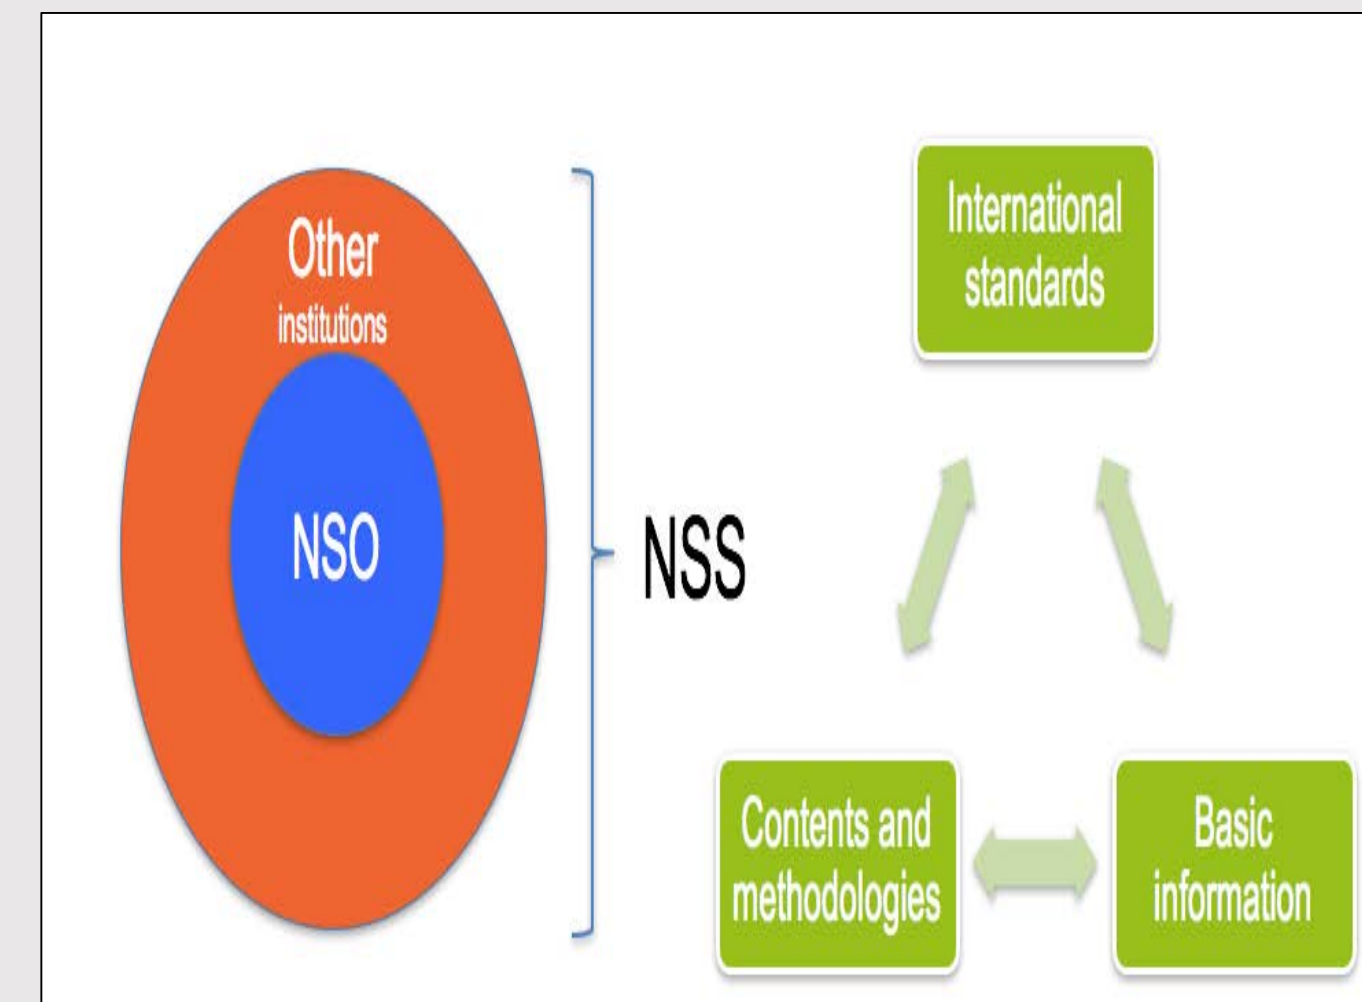 Other
institutions
NSO
NSS
International
standards
Contents and
methodologies
Basic
information